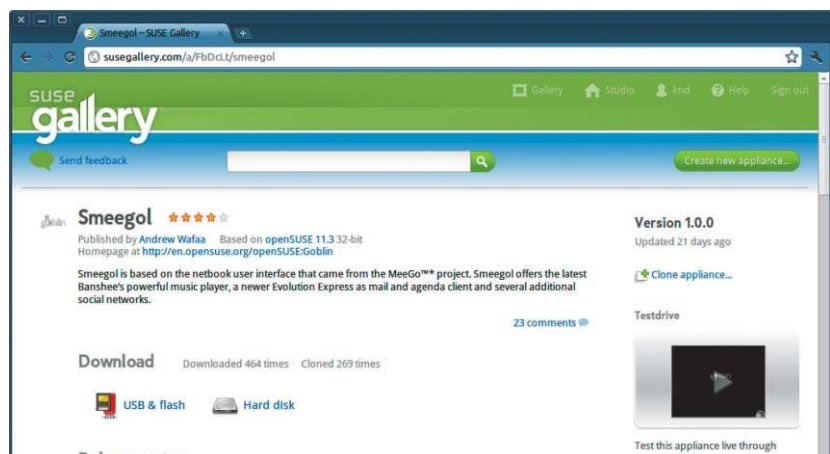 Smeegol – SUSE Gallery
susegallery.com/a/FbDcLt/smeegol
suse
gallery
Gallery
Studio
lmd
Help
Sign out
Send feedback
Create new appliance...
Smeegol
Published by Andrew Wafaa Based on openSUSE 11.3 32-bit
Homepage at http://en.opensuse.org/openSUSE:Goblin
Smeegol is based on the netbook user interface that came from the MeeGo™* project. Smeegol offers the latest
Banshee's powerful music player, a newer Evolution Express as mail and agenda client and several additional
social networks.
23 comments
Version 1.0.0
Updated 21 days ago
Clone appliance...
Testdrive
Download Downloaded 464 times Cloned 269 times
USB & flash
Hard disk
Test this appliance live through